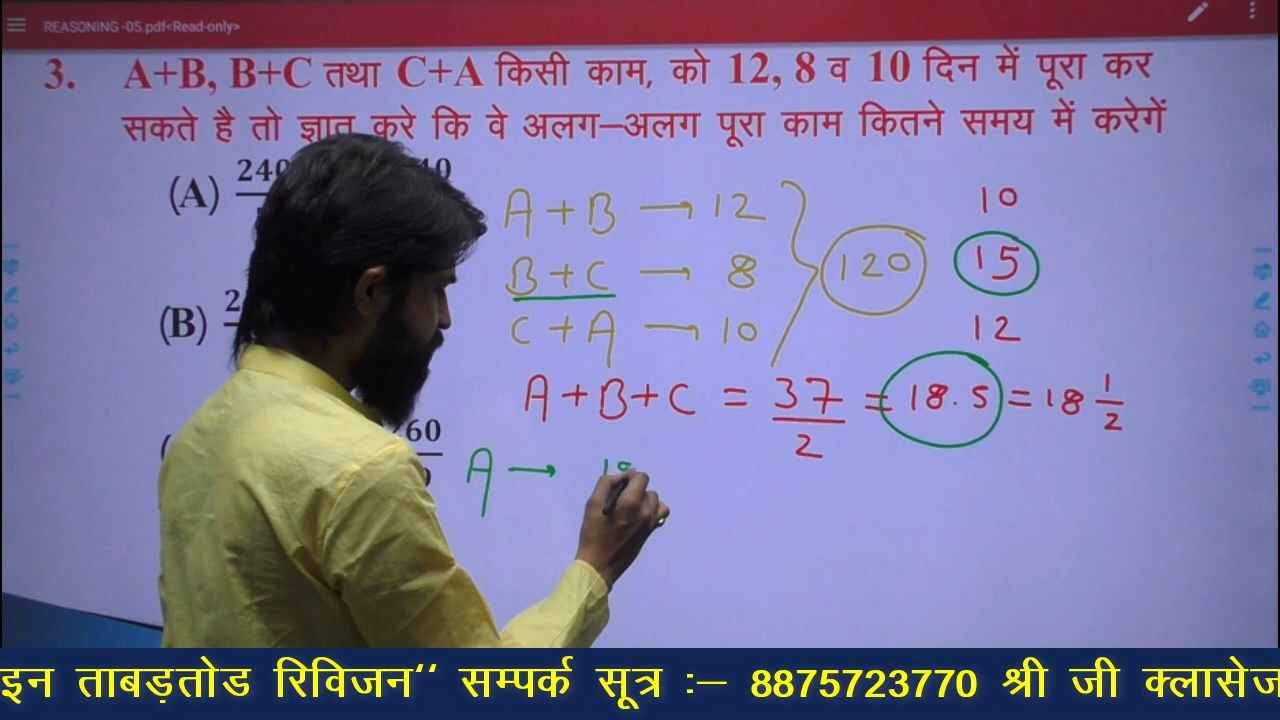 REASONING -05.pdf<Read-only>
3. A+B, B+C तथा C+A किसी काम, को 12, 8 व 10 दिन में पूरा कर
सकते है तो ज्ञात करे कि वे अलग–अलग पूरा काम कितने समय में करेगें
(A) 240
A + B → 12
10
B + C → 8
120
15
(B)
C + A → 10
12
A + B + C = 37/2 = 18.5 = 18 1/2
60
A →
इन ताबड़तोड रिविजन‘‘ सम्पर्क सूत्र :– 8875723770 श्री जी क्लासेज